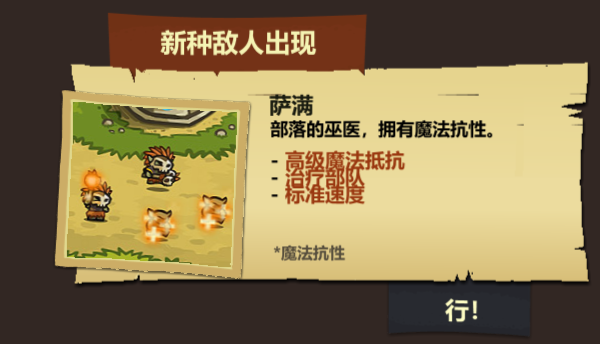 新种敌人出现
萨满
部落的巫医，拥有魔法抗性。
- 高级魔法抵抗
- 治疗部队
- 标准速度
*魔法抗性
行!